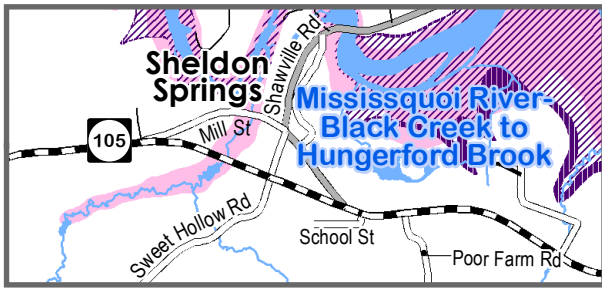 Sheldon
Springs
Shawville Rd
Mississquoi River-
Black Creek to
Hungerford Brook
105
Mill St
Sweet Hollow Rd
School St
Poor Farm Rd